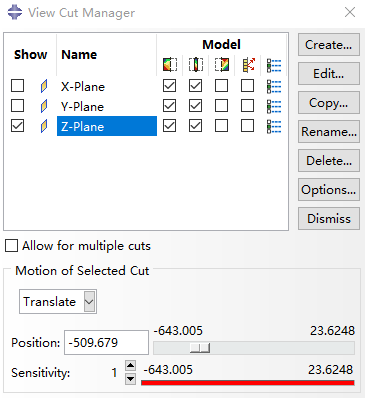 View Cut Manager
Show Name Model
X-Plane
Y-Plane
Z-Plane
Create...
Edit...
Copy...
Rename...
Delete...
Options...
Dismiss
Allow for multiple cuts
Motion of Selected Cut
Translate
-643.005 23.6248
Position: -509.679
Sensitivity: 1 -643.005 23.6248